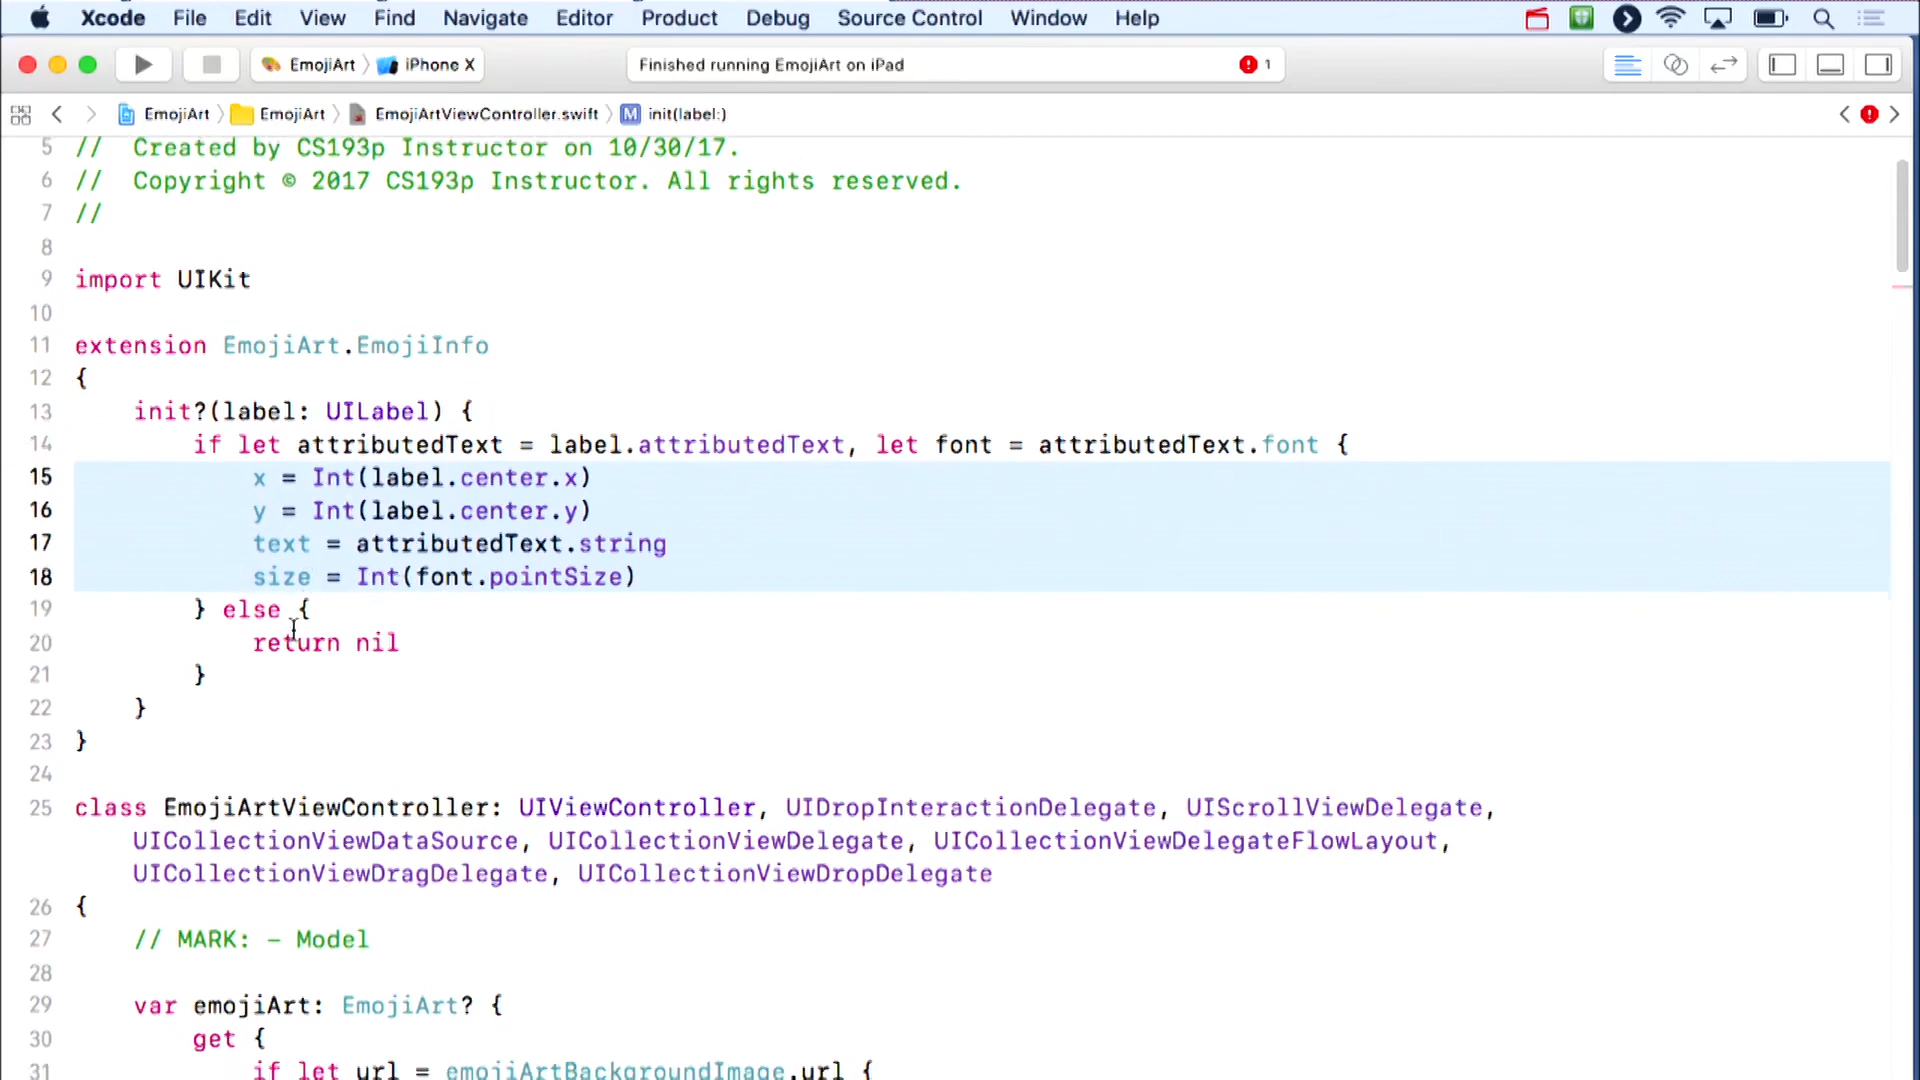 Xcode File Edit View Find Navigate Editor Product Debug Source Control Window Help
EmojiArt iPhone X Finished running EmojiArt on iPad 1
EmojiArt EmojiArt EmojiArtViewController.swift M init(label:)
5 //  Created by CS193p Instructor on 10/30/17.
6 //  Copyright © 2017 CS193p Instructor. All rights reserved.
7 //
8
9 import UIKit
10
11 extension EmojiArt.EmojiInfo
12 {
13     init?(label: UILabel) {
14         if let attributedText = label.attributedText, let font = attributedText.font {
15             x = Int(label.center.x)
16             y = Int(label.center.y)
17             text = attributedText.string
18             size = Int(font.pointSize)
19         } else {
20             return nil
21         }
22     }
23 }
24
25 class EmojiArtViewController: UIViewController, UIDropInteractionDelegate, UIScrollViewDelegate,
    UICollectionViewDataSource, UICollectionViewDelegate, UICollectionViewDelegateFlowLayout,
    UICollectionViewDragDelegate, UICollectionViewDropDelegate
26 {
27     // MARK: - Model
28
29     var emojiArt: EmojiArt? {
30         get {
31             if let url = emojiArtBackgroundImage.url {